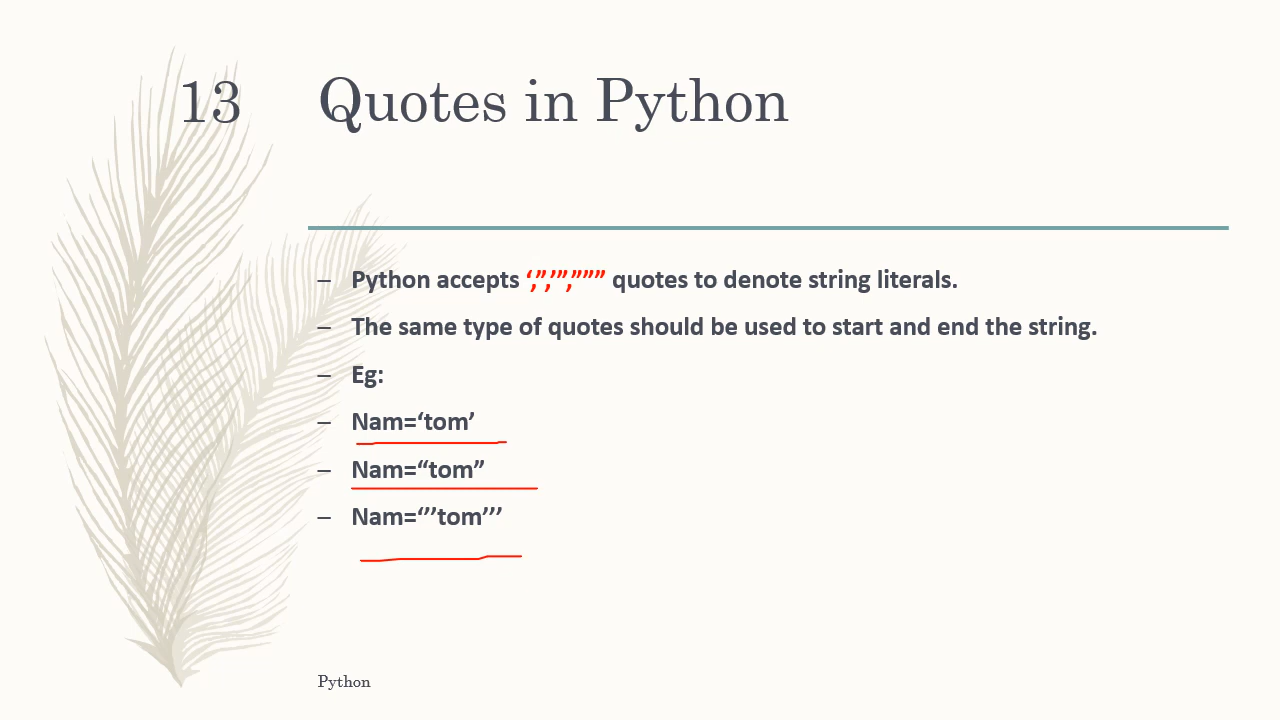 13
Quotes in Python
– Python accepts ‘,’’,’’’,’’’’’’ quotes to denote string literals.
– The same type of quotes should be used to start and end the string.
– Eg:
– Nam=‘tom’
– Nam=“tom”
– Nam=‘’’tom’’’
Python